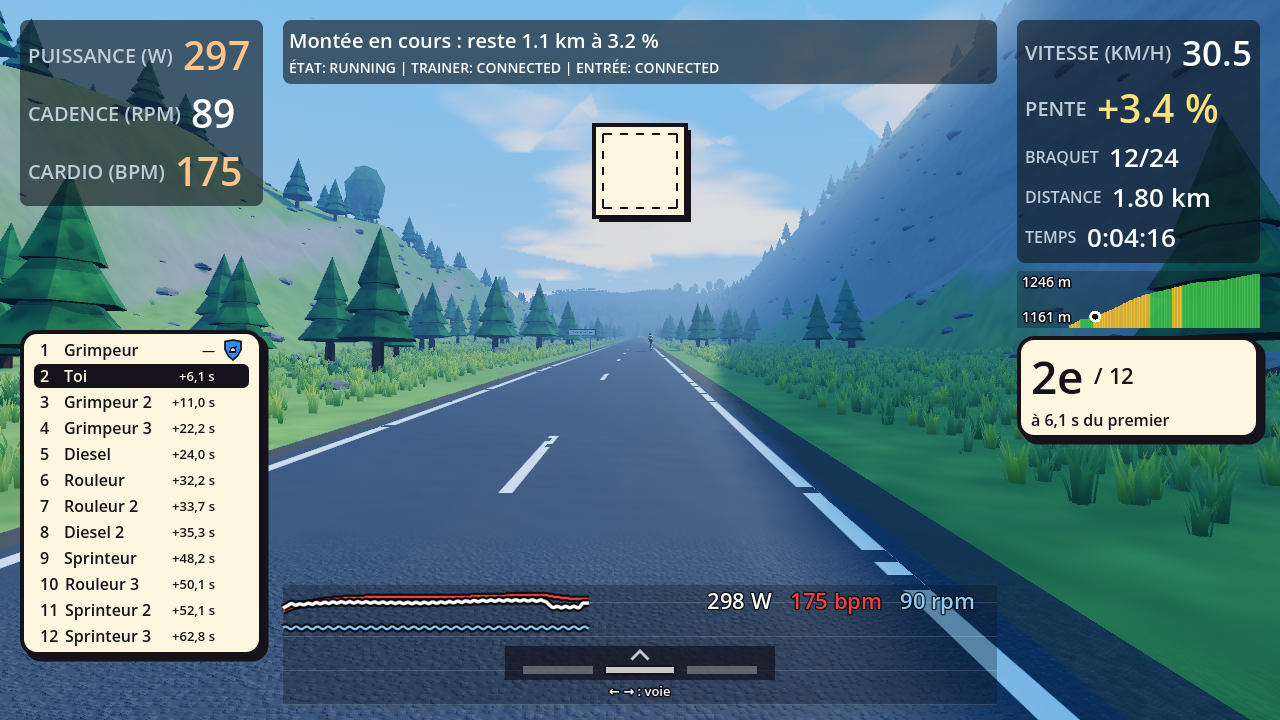 PUISSANCE (W) 297
CADENCE (RPM) 89
CARDIO (BPM) 175
Montée en cours : reste 1.1 km à 3.2 %
ÉTAT: RUNNING | TRAINER: CONNECTED | ENTRÉE: CONNECTED
VITESSE (KM/H) 30.5
PENTE +3.4 %
BRAQUET 12/24
DISTANCE 1.80 km
TEMPS 0:04:16
1246 m
1161 m
2e / 12
à 6,1 s du premier
1 Grimpeur —
2 Toi +6,1 s
3 Grimpeur 2 +11,0 s
4 Grimpeur 3 +22,2 s
5 Diesel +24,0 s
6 Rouleur +32,2 s
7 Rouleur 2 +33,7 s
8 Diesel 2 +35,3 s
9 Sprinteur +48,2 s
10 Rouleur 3 +50,1 s
11 Sprinteur 2 +52,1 s
12 Sprinteur 3 +62,8 s
298 W 175 bpm 90 rpm
← → : voie